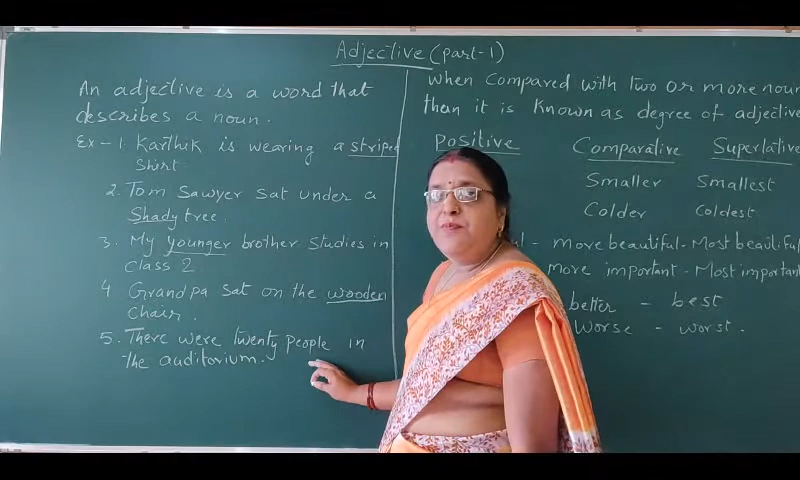 Adjective (part-1)
An adjective is a word that
describes a noun.
Ex-1. Karthik is wearing a striped
shirt.
2. Tom Sawyer sat under a
Shady tree.
3. My younger brother studies in
class 2
4 Grandpa sat on the wooden
chair.
5. There were twenty people in
the auditorium.
when compared with two or more noun
than it is known as degree of adjective
positive Comparative Superlative
Smaller Smallest
Colder Coldest
- more beautiful - Most beautiful
more important - Most important
better - best
Worse - worst.